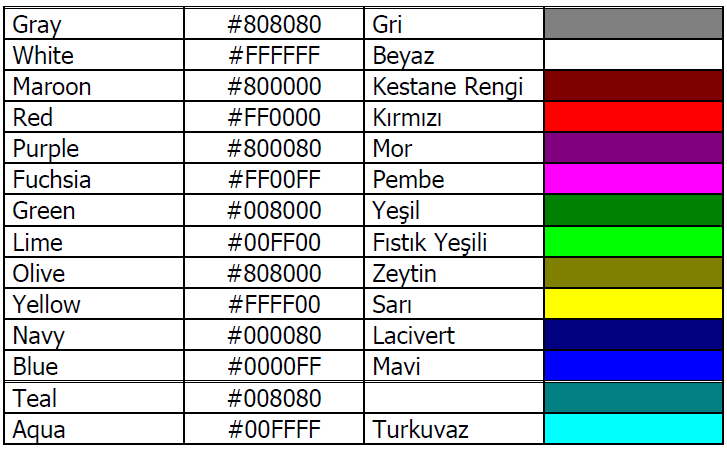 Gray #808080 Gri
White #FFFFFF Beyaz
Maroon #800000 Kestane Rengi
Red #FF0000 Kırmızı
Purple #800080 Mor
Fuchsia #FF00FF Pembe
Green #008000 Yeşil
Lime #00FF00 Fıstık Yeşili
Olive #808000 Zeytin
Yellow #FFFF00 Sarı
Navy #000080 Lacivert
Blue #0000FF Mavi
Teal #008080
Aqua #00FFFF Turkuvaz